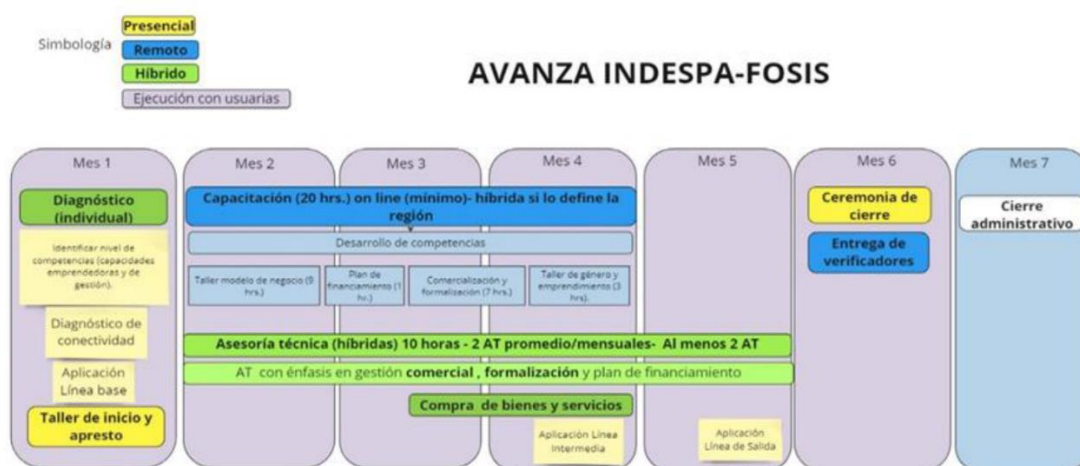 Simbología
Presencial
Remoto
Híbrido
Ejecución con usuarias
AVANZA INDESPA-FOSIS
Mes 1
Mes 2
Mes 3
Mes 4
Mes 5
Mes 6
Mes 7
Diagnóstico
(individual)
Identificar nivel de
competencias (capacidades
emprendedoras y de
gestión).
Diagnóstico de
conectividad
Aplicación
Línea base
Taller de inicio y
apresto
Capacitación (20 hrs.) on line (mínimo)- híbrida si lo define la
región
Desarrollo de competencias
Taller modelo de negocio (9
hrs.)
Plan de
financiamiento (1
hr.)
Comercialización y
formalización (7 hrs.)
Taller de género y
emprendimiento (3
hrs).
Asesoría técnica (híbridas) 10 horas - 2 AT promedio/mensuales- Al menos 2 AT
AT con énfasis en gestión comercial , formalización y plan de financiamiento
Compra de bienes y servicios
Aplicación Línea
Intermedia
Aplicación
Línea de Salida
Ceremonia de
cierre
Entrega de
verificadores
Cierre
administrativo